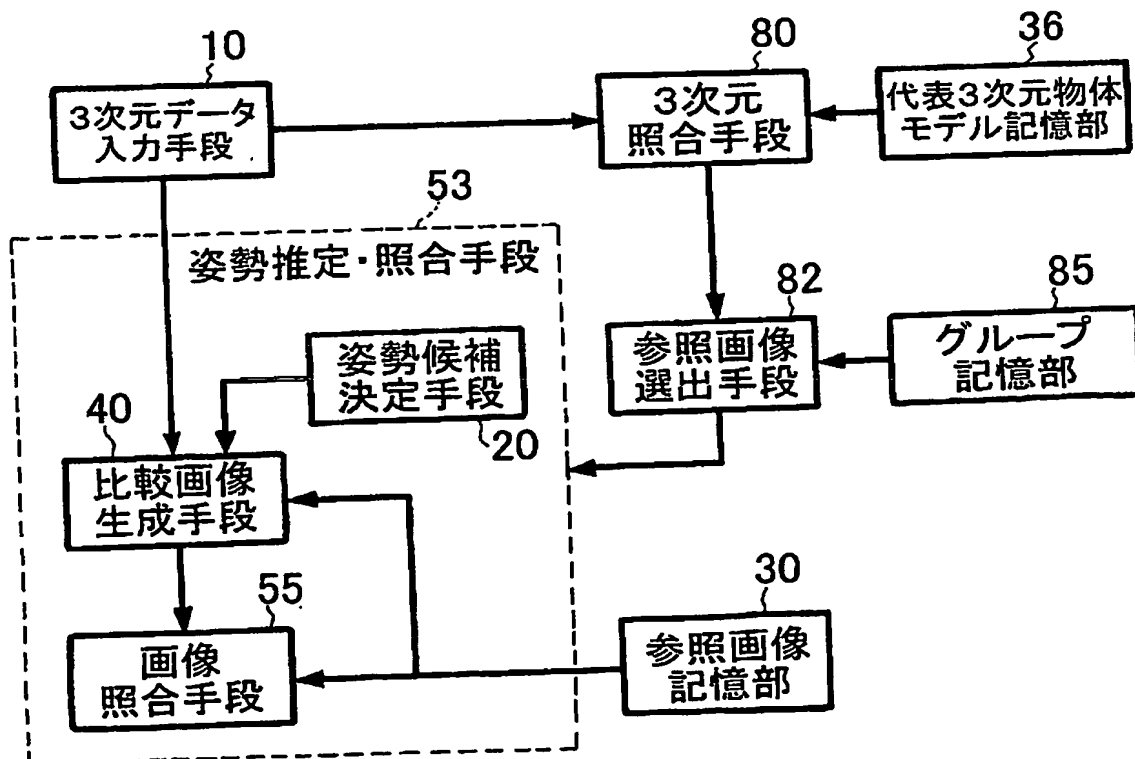 10
3次元データ
入力手段
80
3次元
照合手段
36
代表3次元物体
モデル記憶部
53
姿勢推定・照合手段
姿勢候補
決定手段
20
82
参照画像
選出手段
85
グループ
記憶部
40
比較画像
生成手段
55
画像
照合手段
30
参照画像
記憶部